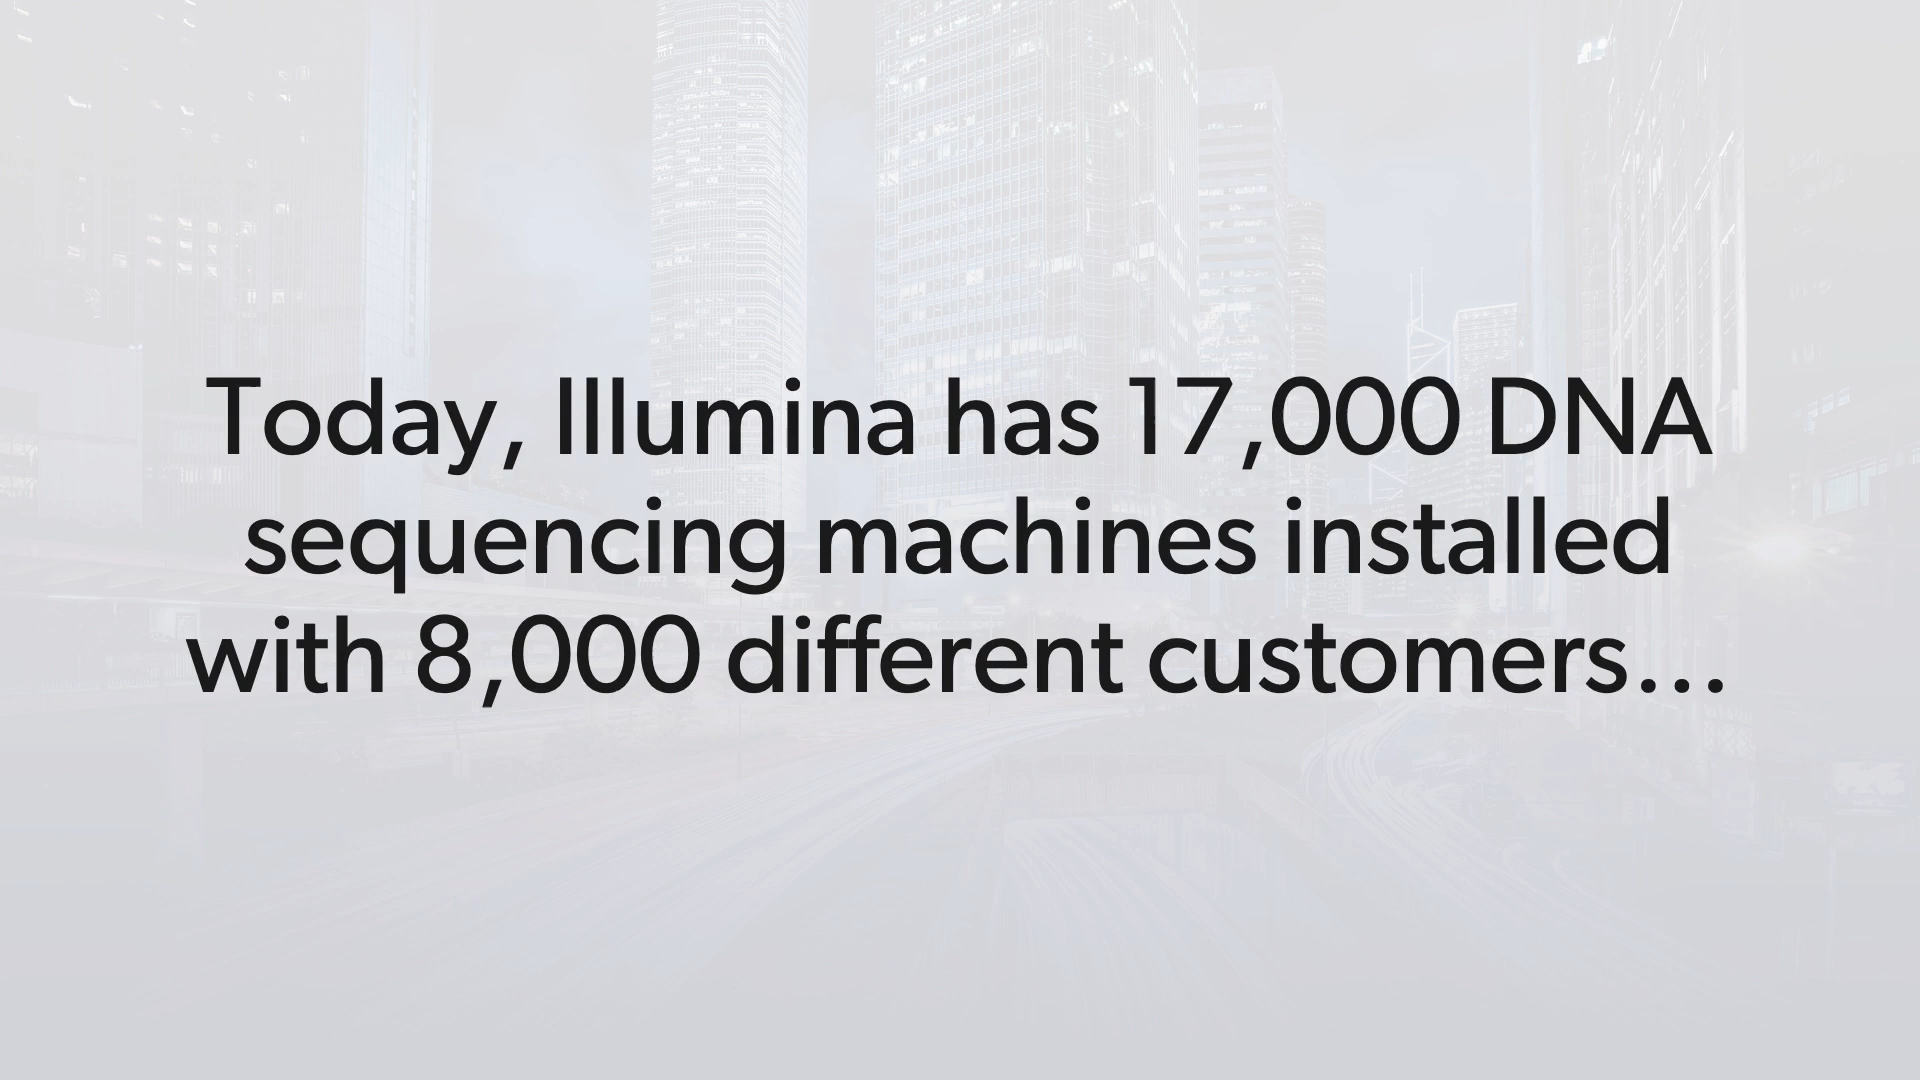 Today, Illumina has 17,000 DNA
sequencing machines installed
with 8,000 different customers...